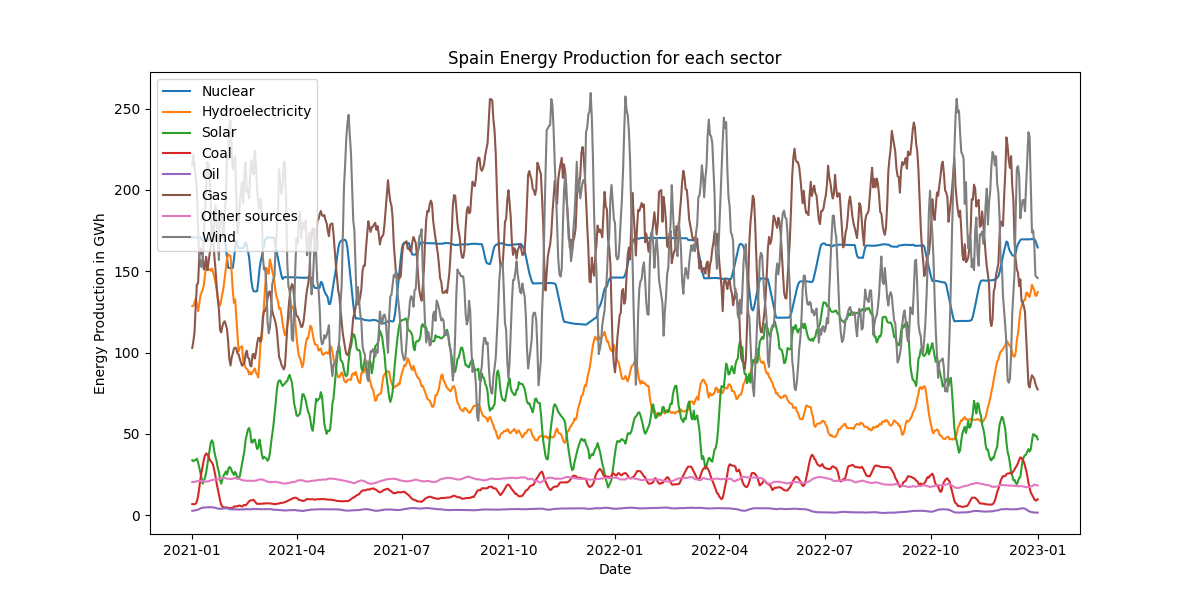 Spain Energy Production for each sector
Energy Production in GWh
250
200
150
100
50
0
Nuclear
Hydroelectricity
Solar
Coal
Oil
Gas
Other sources
Wind
2021-01
2021-04
2021-07
2021-10
2022-01
2022-04
2022-07
2022-10
2023-01
Date